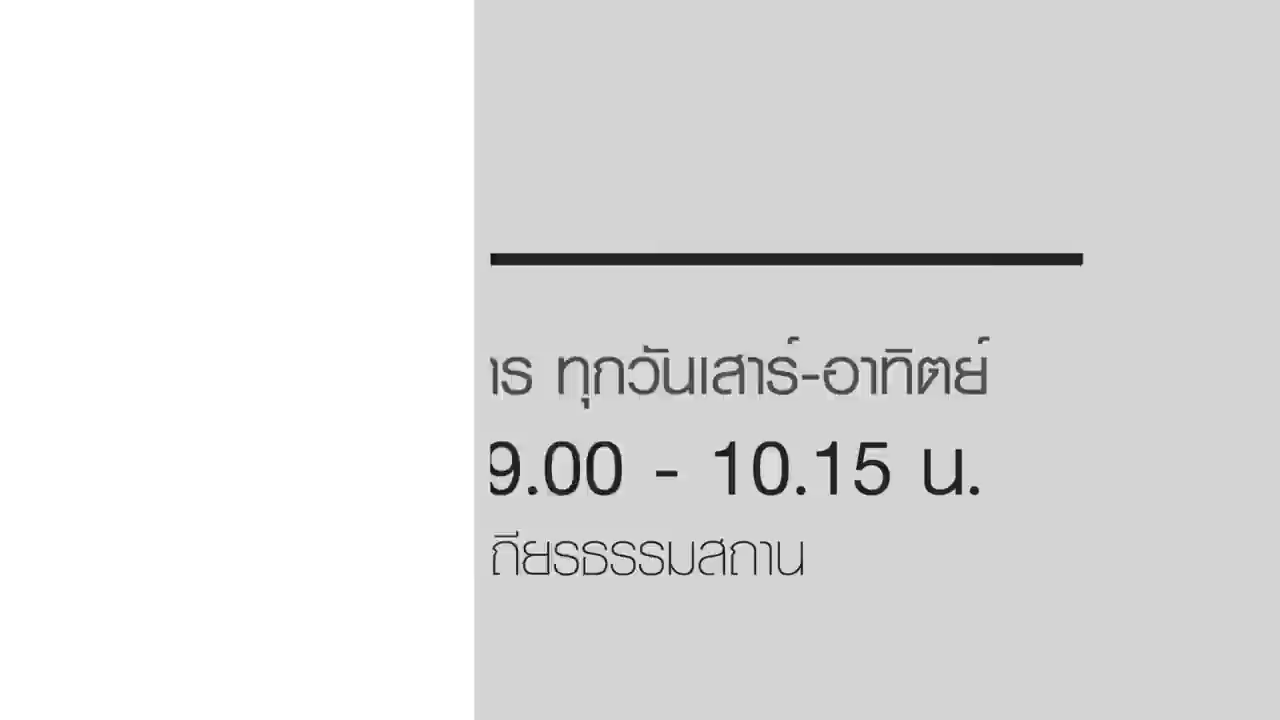 าร ทุกวันเสาร์-อาทิตย์
9.00 - 10.15 น.
ถียรธรรมสถาน